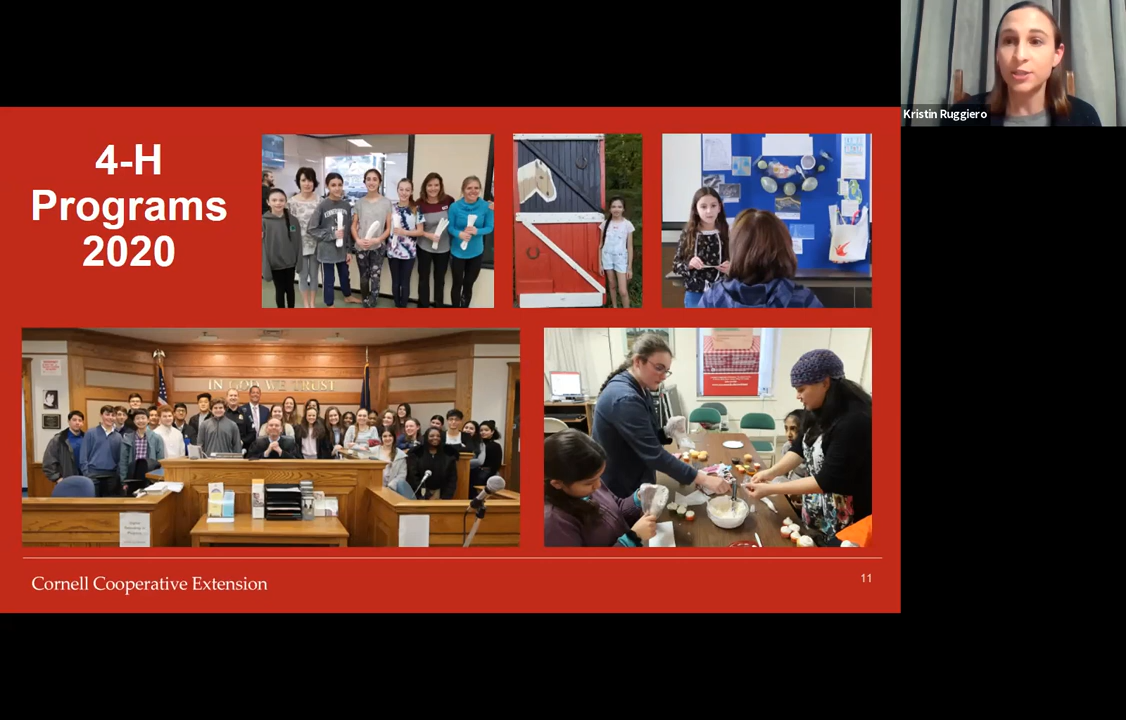 Kristin Ruggiero
4-H
Programs
2020
IN GOD WE TRUST
Cornell Cooperative Extension
11